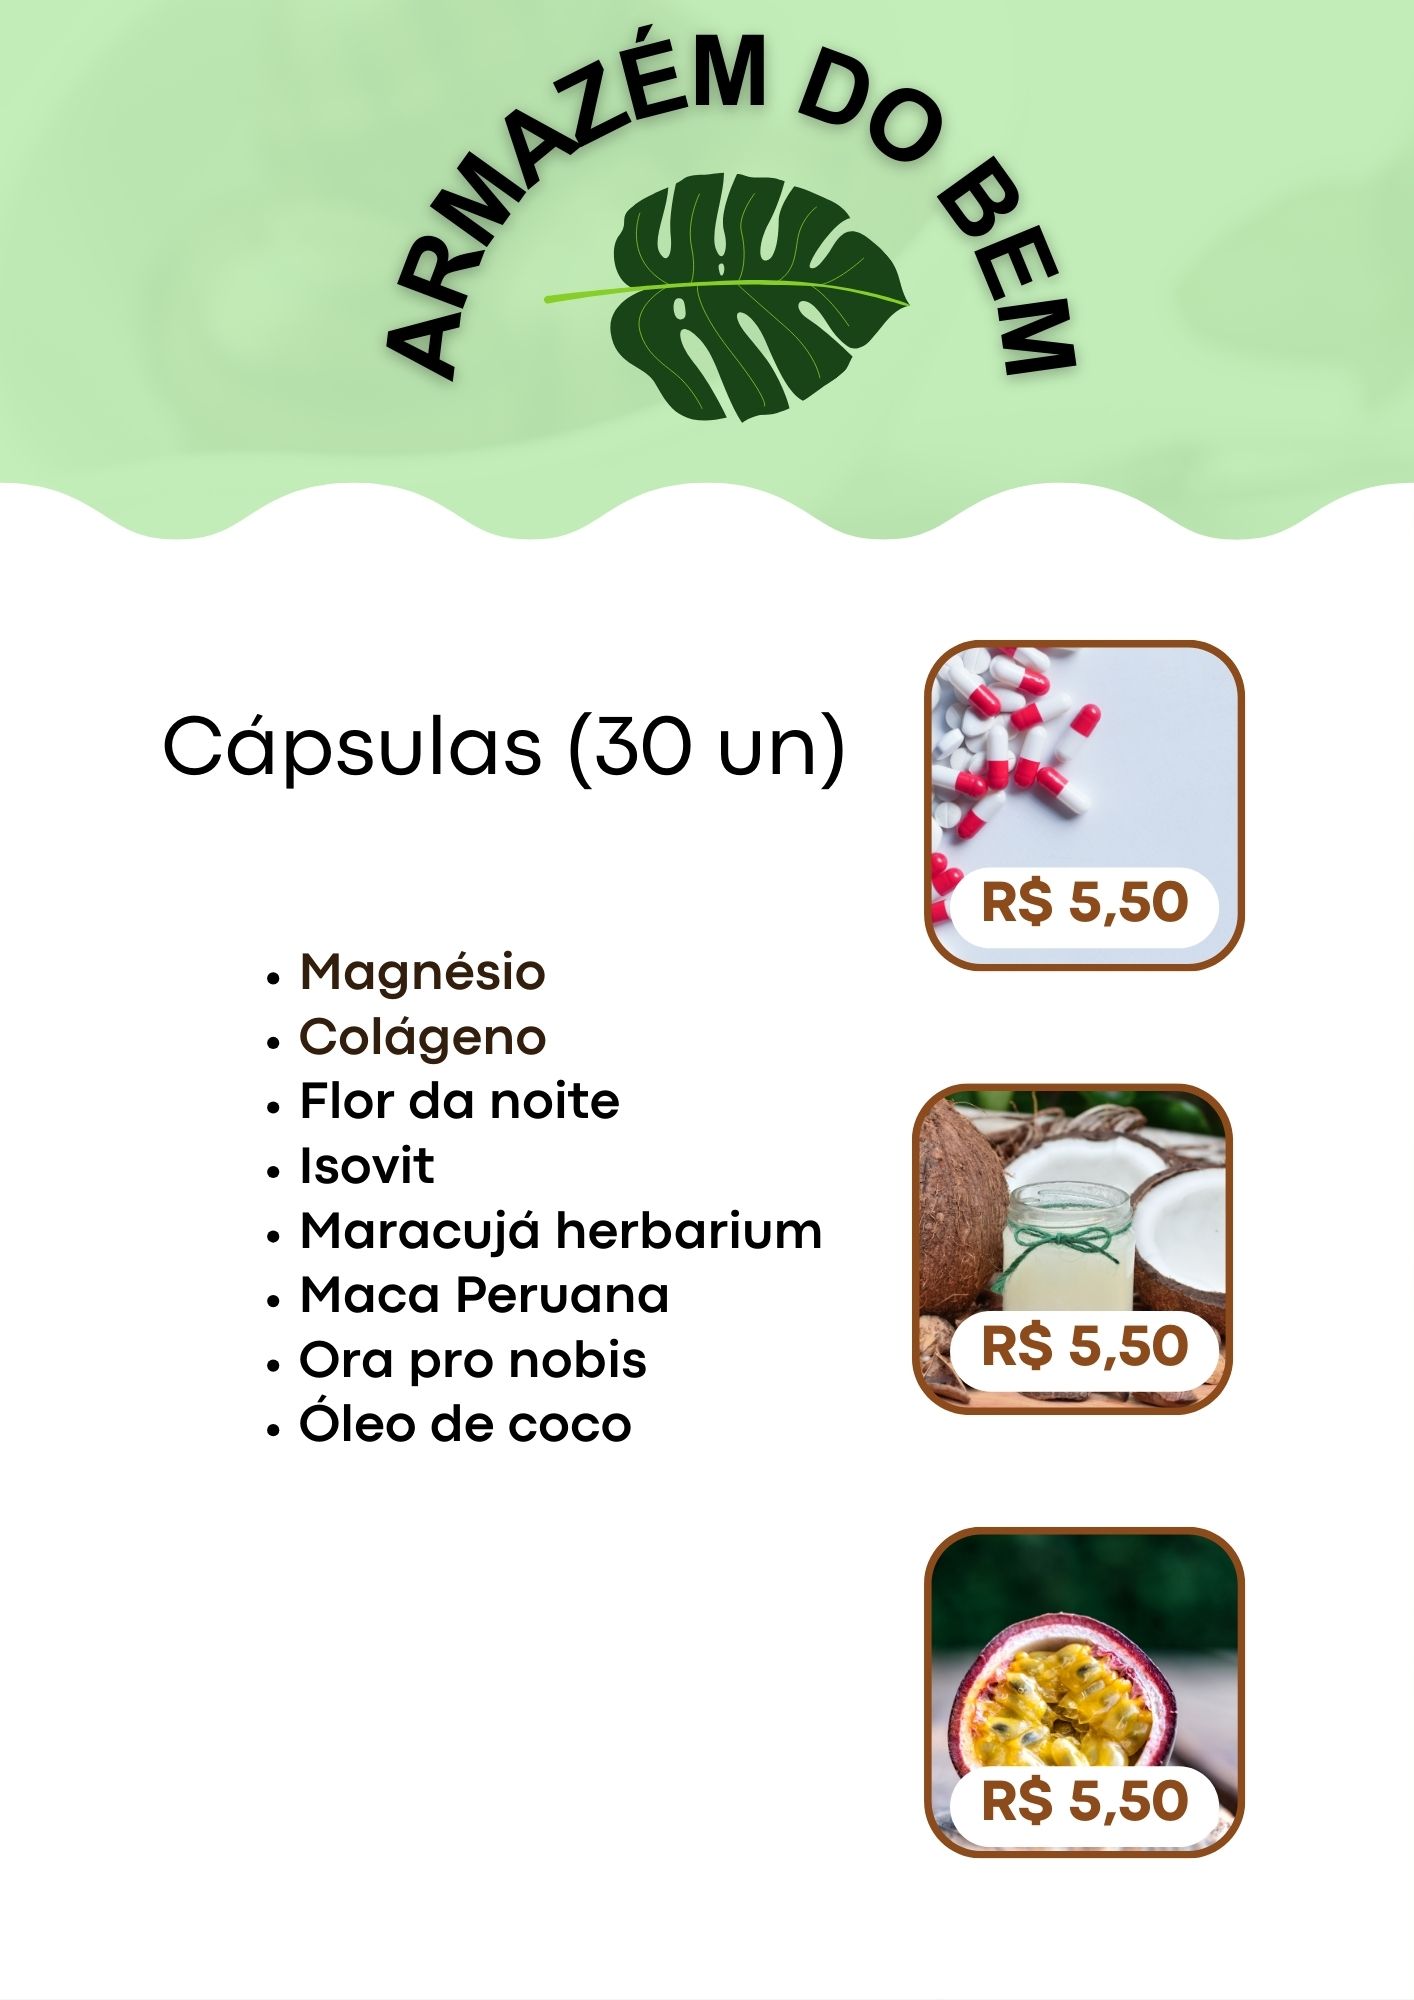 ARMAZÉM DO BEM
Cápsulas (30 un)
R$ 5,50
• Magnésio
• Colágeno
• Flor da noite
• Isovit
• Maracujá herbarium
• Maca Peruana
• Ora pro nobis
• Óleo de coco
R$ 5,50
R$ 5,50